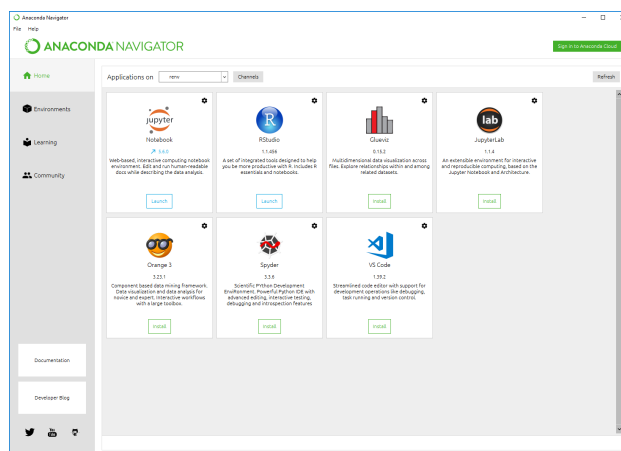 Anaconda Navigator
File Help
ANACONDA NAVIGATOR
Sign in to Anaconda Cloud
Home
Environments
Learning
Community
Documentation
Developer Blog
You
Tube
Applications on
renv
Channels
Refresh
jupyter
Notebook
5.6.0
Web-based, interactive computing notebook
environment. Edit and run human-readable
docs while describing the data analysis.
Launch
R
RStudio
1.1.456
A set of integrated tools designed to help
you be more productive with R. Includes R
essentials and notebooks.
Launch
Glueviz
0.15.2
Multidimensional data visualization across
files. Explore relationships within and among
related datasets.
Install
lab
JupyterLab
1.1.4
An extensible environment for interactive
and reproducible computing, based on the
Jupyter Notebook and Architecture.
Install
Orange 3
3.23.1
Component based data mining framework.
Data visualization and data analysis for
novice and expert. Interactive workflows
with a large toolbox.
Install
Spyder
3.3.6
Scientific PYthon Development
EnviRonment. Powerful Python IDE with
advanced editing, interactive testing,
debugging and introspection features
Install
VS Code
1.39.2
Streamlined code editor with support for
development operations like debugging,
task running and version control.
Install